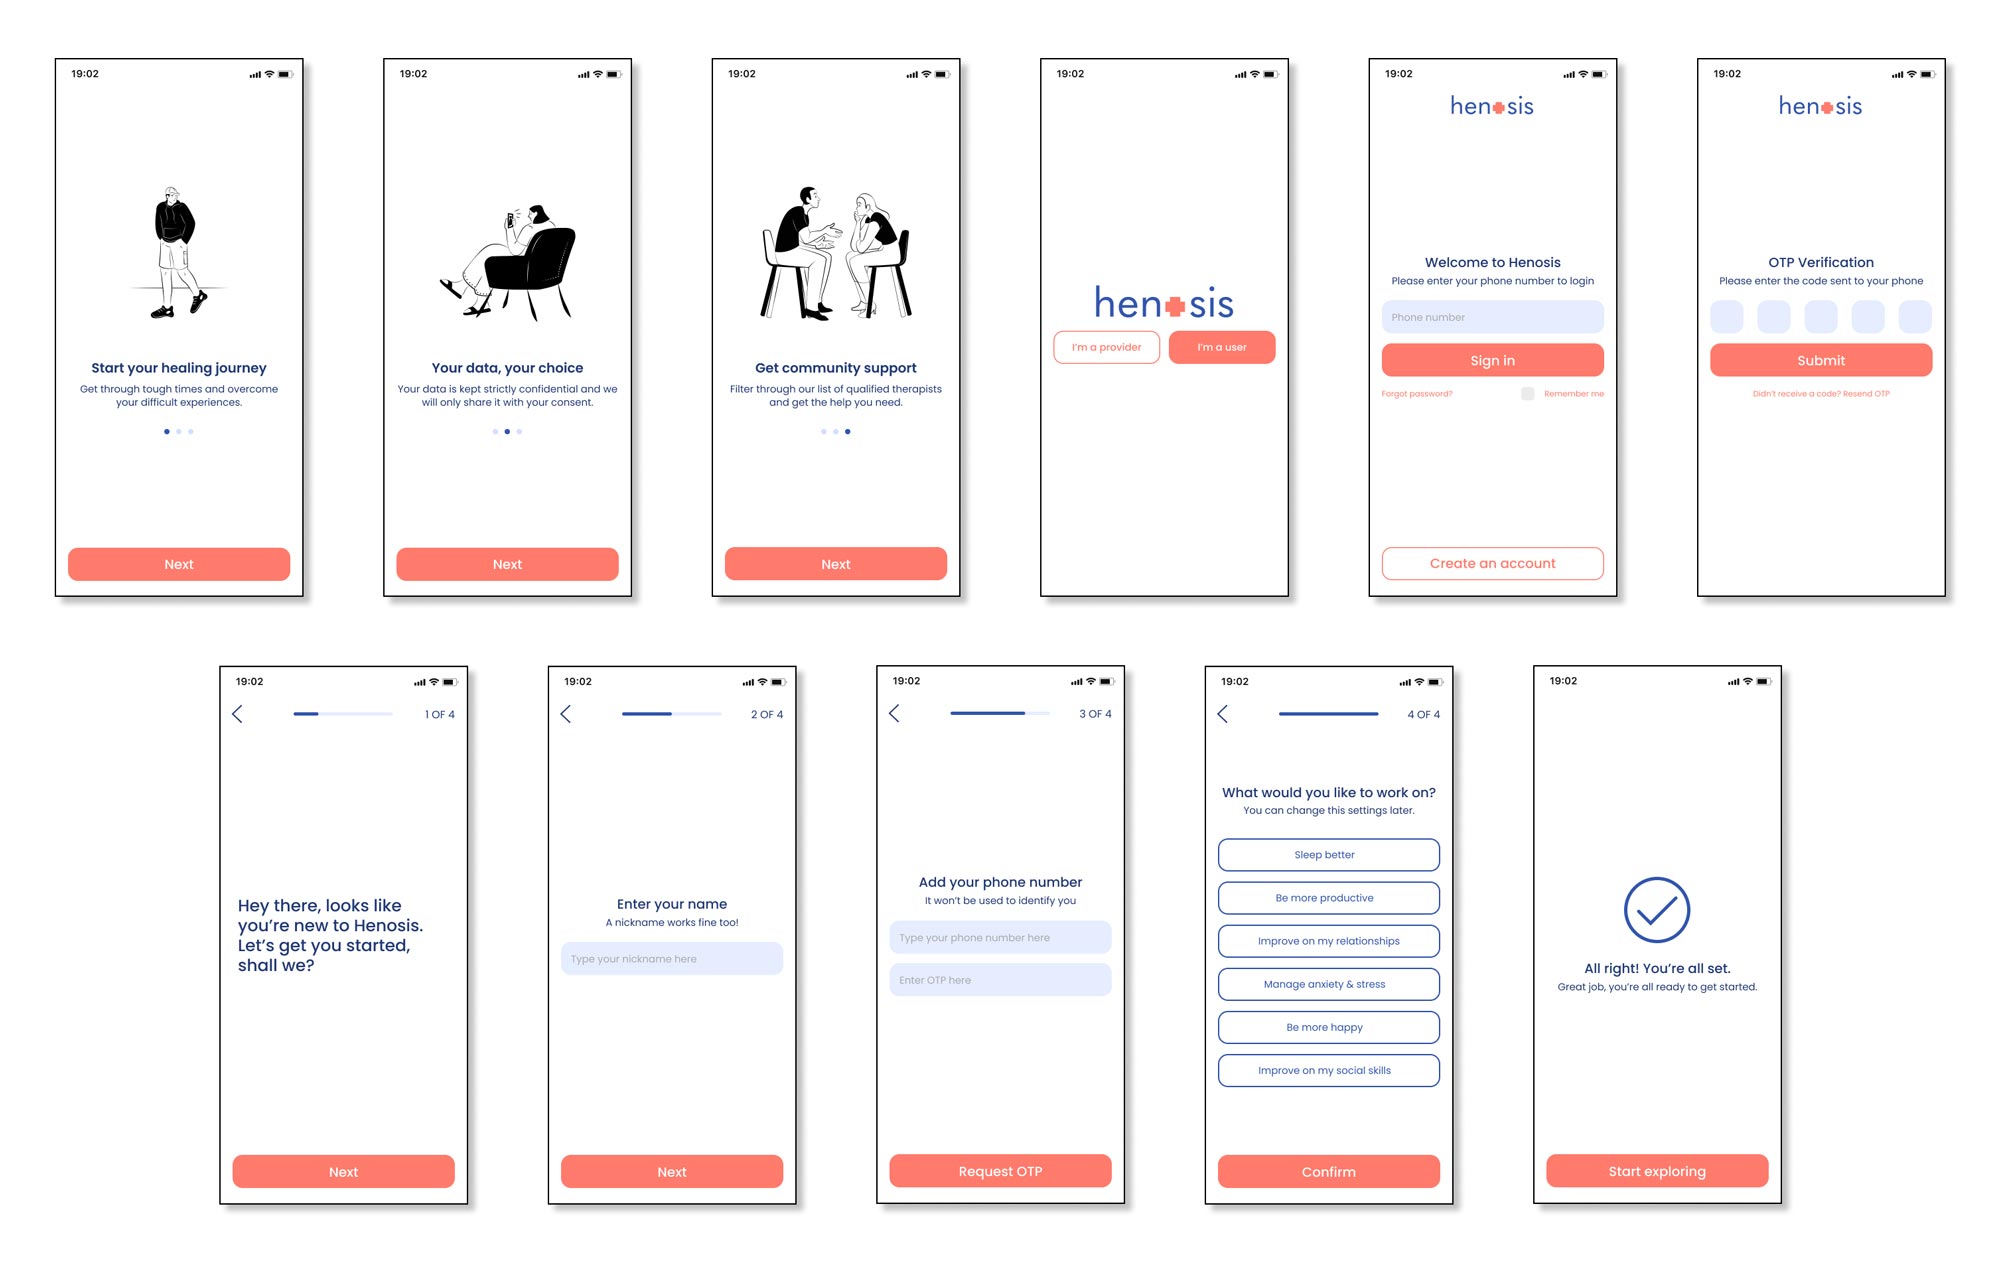 19:02
Start your healing journey
Get through tough times and overcome
your difficult experiences.
Next
19:02
Your data, your choice
Your data is kept strictly confidential and we
will only share it with your consent.
Next
19:02
Get community support
Filter through our list of qualified therapists
and get the help you need.
Next
19:02
henosis
I'm a provider
I'm a user
19:02
henosis
Welcome to Henosis
Please enter your phone number to login
Phone number
Sign in
Forgot password?
Remember me
Create an account
19:02
henosis
OTP Verification
Please enter the code sent to your phone
Submit
Didn't receive a code? Resend OTP
19:02
1 OF 4
Hey there, looks like
you're new to Henosis.
Let's get you started,
shall we?
Next
19:02
2 OF 4
Enter your name
A nickname works fine too!
Type your nickname here
Next
19:02
3 OF 4
Add your phone number
It won't be used to identify you
Type your phone number here
Enter OTP here
Request OTP
19:02
4 OF 4
What would you like to work on?
You can change this settings later.
Sleep better
Be more productive
Improve on my relationships
Manage anxiety & stress
Be more happy
Improve on my social skills
Confirm
19:02
All right! You're all set.
Great job, you're all ready to get started.
Start exploring